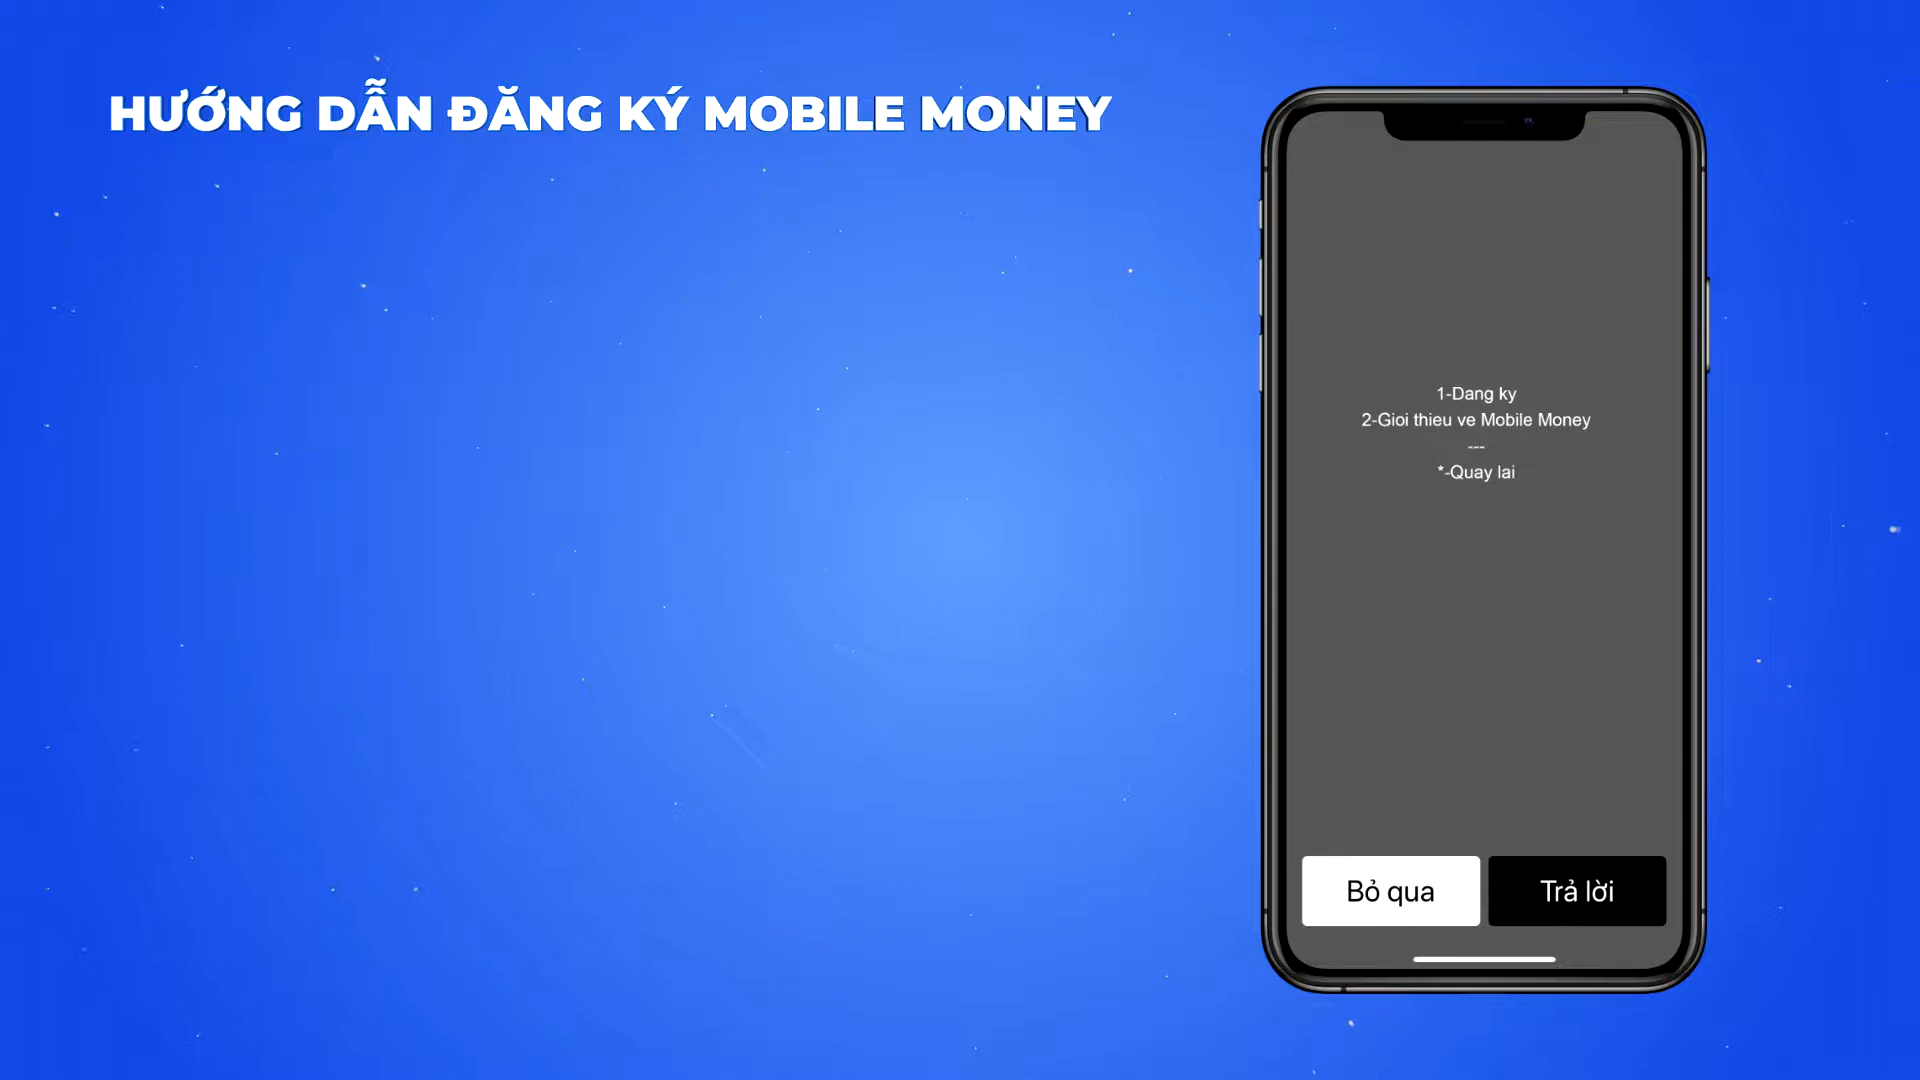 HƯỚNG DẪN ĐĂNG KÝ MOBILE MONEY
1-Dang ky
2-Gioi thieu ve Mobile Money
---
*-Quay lai
Bỏ qua
Trả lời